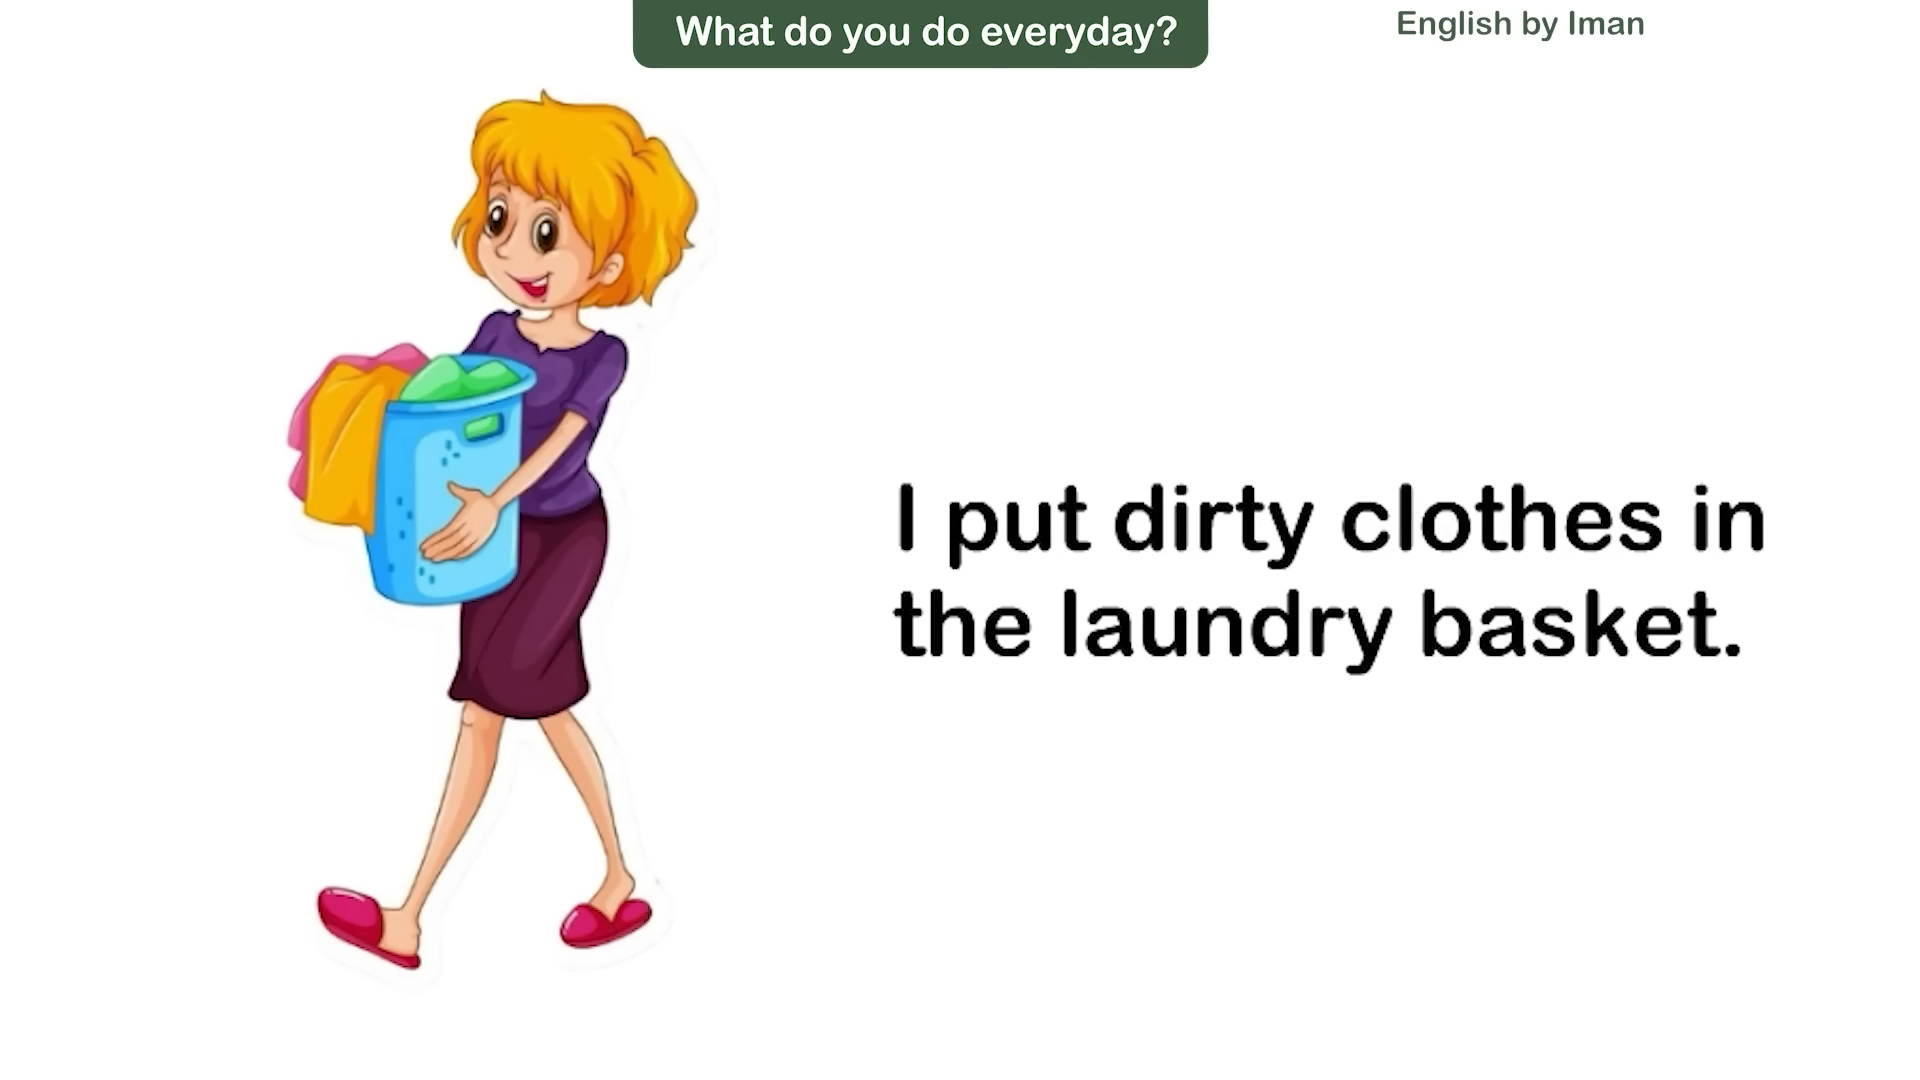 What do you do everyday?
English by Iman
I put dirty clothes in
the laundry basket.